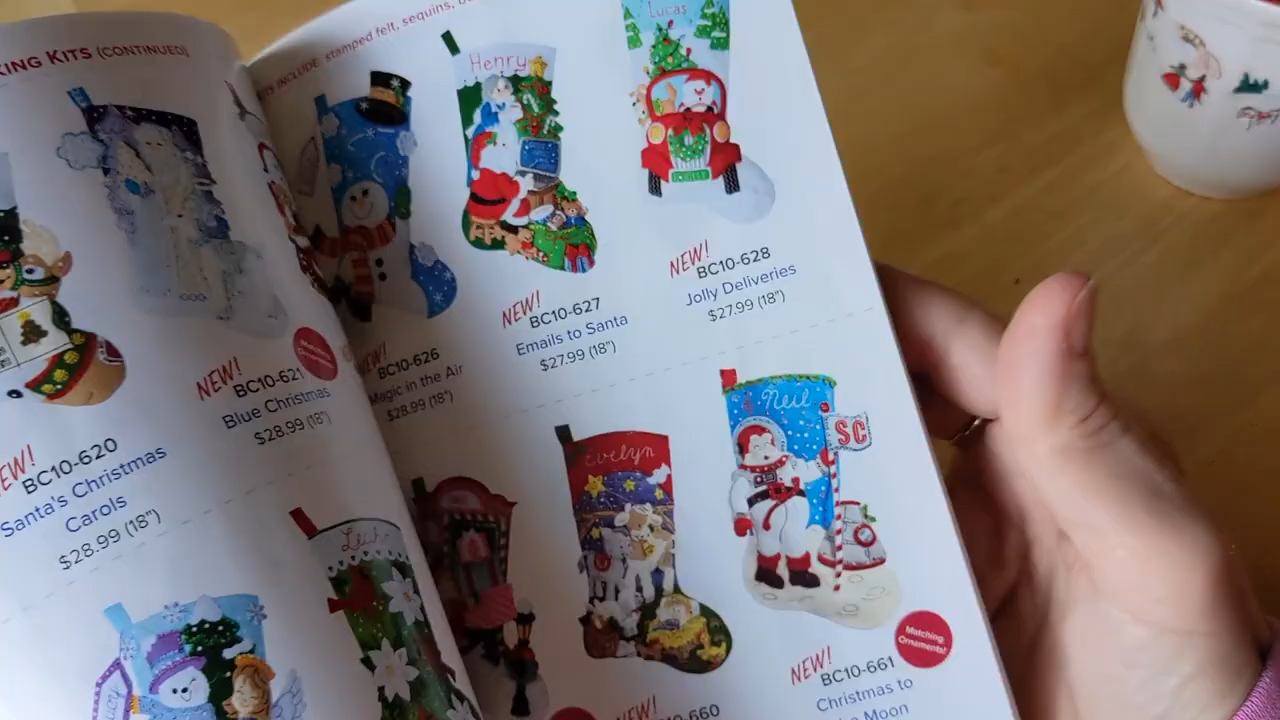 KING KITS (CONTINUED)
INCLUDE stamped felt, sequins,
Henry
Lucas
NEW!
BC10-620
Santa's Christmas
Carols
$28.99 (18")
NEW!
BC10-621
Blue Christmas
$28.99 (18")
Matching
Ornaments!
BC10-626
Magic in the Air
$28.99 (18")
NEW!
BC10-627
Emails to Santa
$27.99 (18")
NEW!
BC10-628
Jolly Deliveries
$27.99 (18")
Evelyn
Neil
SC
NEW!
BC10-661
Christmas to
Moon
Matching
Ornaments!
NEW!
660